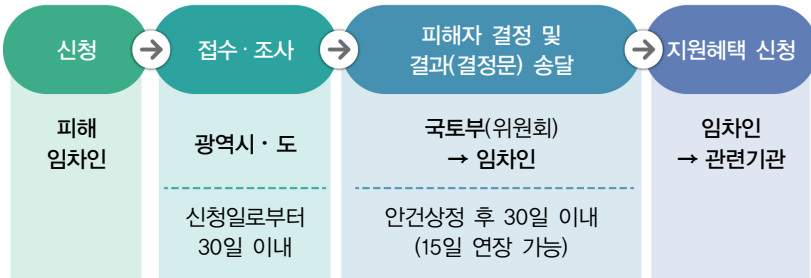 신청
접수·조사
피해자 결정 및
결과(결정문) 송달
지원혜택 신청
피해
임차인
광역시·도
신청일로부터
30일 이내
국토부(위원회)
→ 임차인
안건상정 후 30일 이내
(15일 연장 가능)
임차인
→ 관련기관